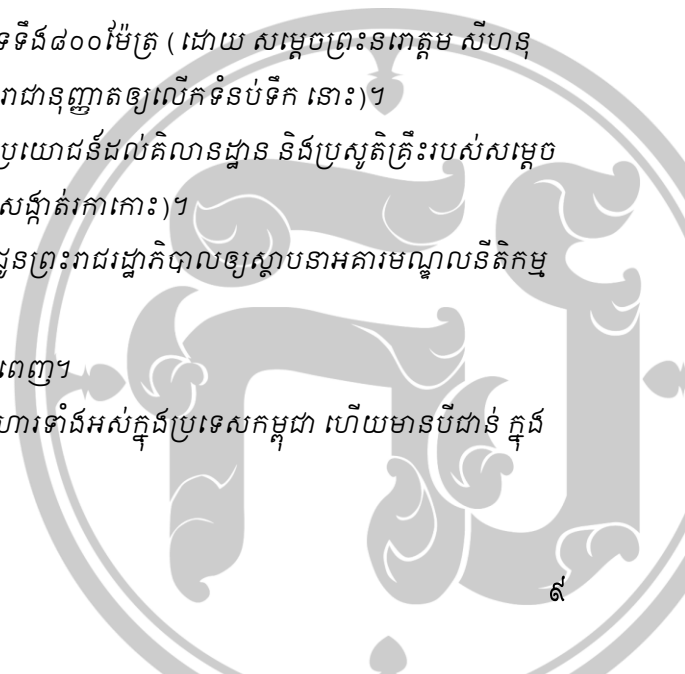 ទទឹង៨០០ម៉ែត្រ ( ដោយ សម្ដេចព្រះនរោត្ដម សីហនុ
រាជានុញ្ញាតឲ្យលើកទំនប់ទឹក នោះ)។
ប្រយោជន៍ដល់គិលានដ្ឋាន និងប្រសូតិគ្រឹះរបស់សម្ដេច
សង្កាត់រកាកោះ)។
ជូនព្រះរាជរដ្ឋាភិបាលឲ្យស្ថាបនាអគារមណ្ឌលនីតិកម្ម
ពេញ។
ហារទាំងអស់ក្នុងប្រទេសកម្ពុជា ហើយមានបីជាន់ ក្នុង
៩